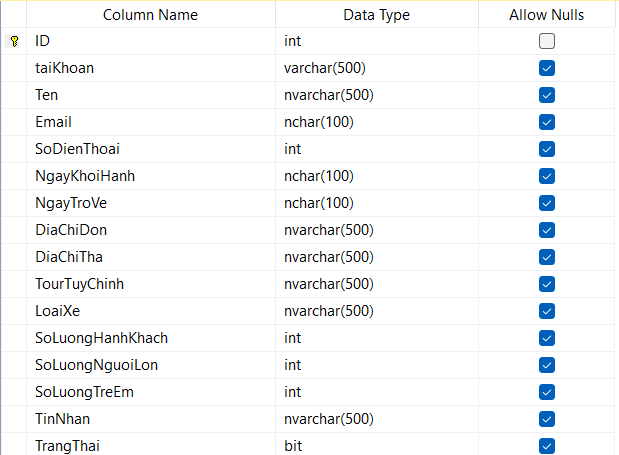 Column Name Data Type Allow Nulls
ID int
taiKhoan varchar(500)
Ten nvarchar(500)
Email nchar(100)
SoDienThoai int
NgayKhoiHanh nchar(100)
NgayTroVe nchar(100)
DiaChiDon nvarchar(500)
DiaChiTha nvarchar(500)
TourTuyChinh nvarchar(500)
LoaiXe nvarchar(500)
SoLuongHanhKhach int
SoLuongNguoiLon int
SoLuongTreEm int
TinNhan nvarchar(500)
TrangThai bit